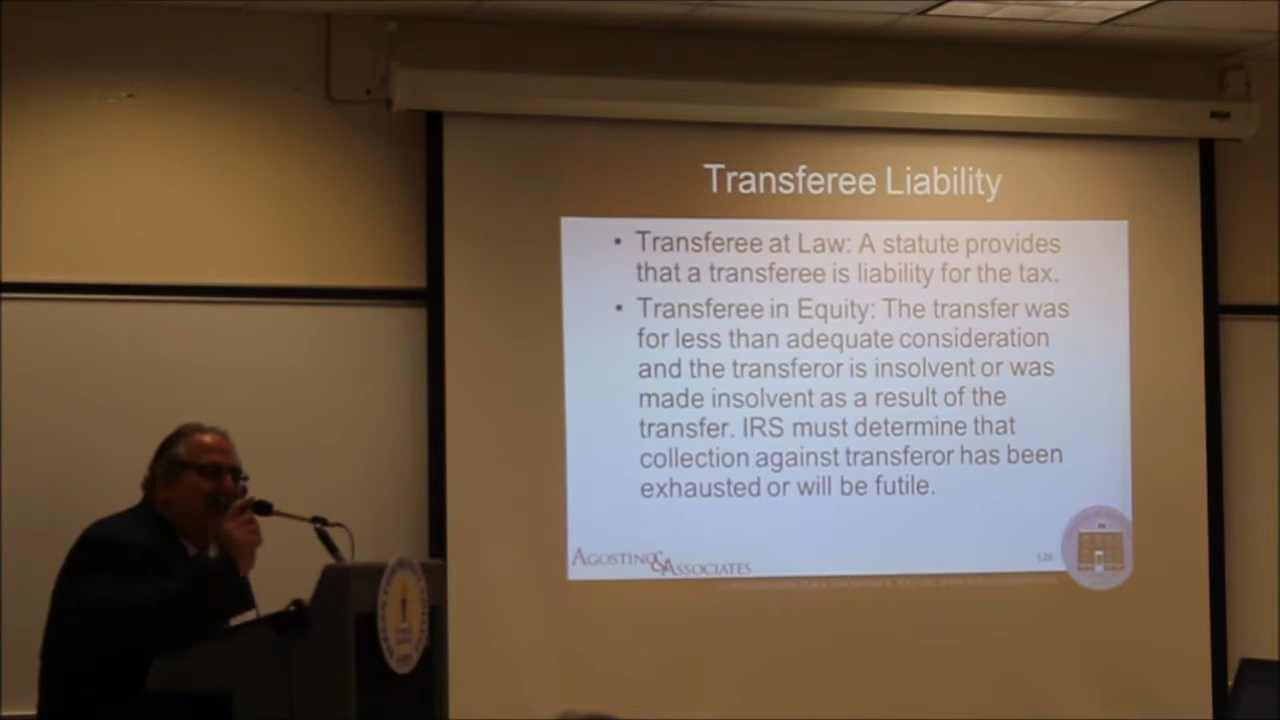 Transferee Liability
• Transferee at Law: A statute provides
that a transferee is liability for the tax.
• Transferee in Equity: The transfer was
for less than adequate consideration
and the transferor is insolvent or was
made insolvent as a result of the
transfer. IRS must determine that
collection against transferor has been
exhausted or will be futile.
AGOSTINO & ASSOCIATES